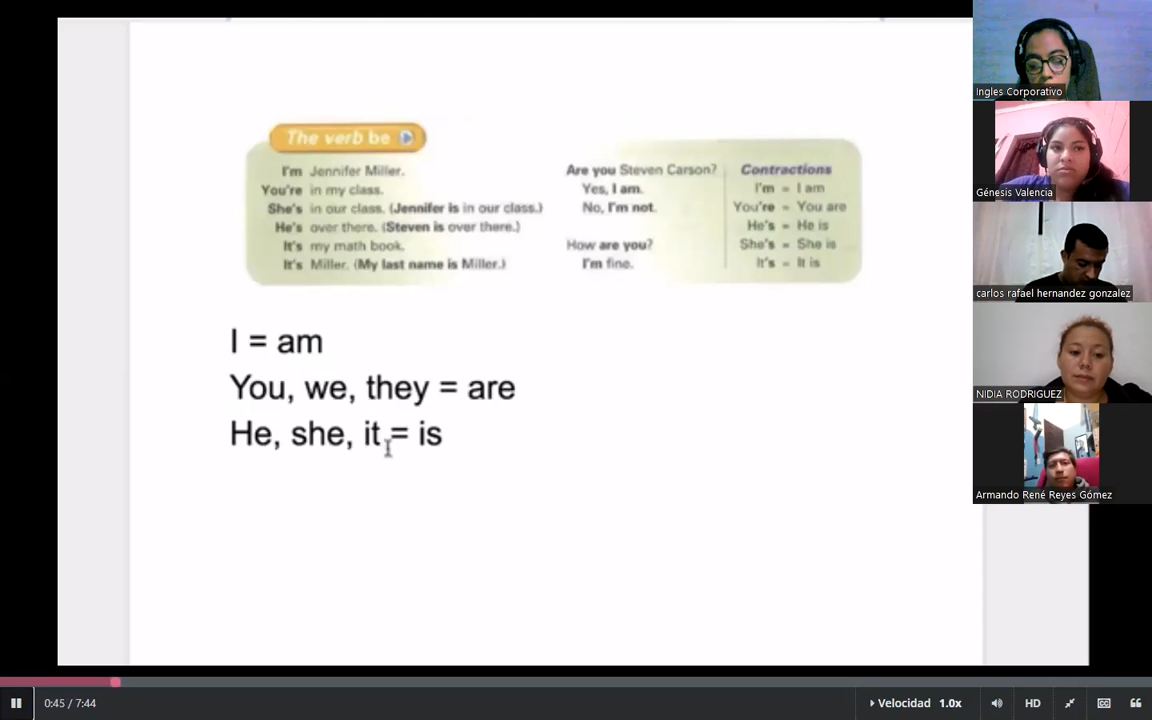 The verb be
I'm Jennifer Miller.
You're in my class.
She's in our class. (Jennifer is in our class.)
He's over there. (Steven is over there.)
It's my math book.
It's Miller. (My last name is Miller.)
Are you Steven Carson?
Yes, I am.
No, I'm not.
How are you?
I'm fine.
Contractions
I'm = I am
You're = You are
He's = He is
She's = She is
It's = It is
I = am
You, we, they = are
He, she, it = is
Ingles Corporativo
Génesis Valencia
carlos rafael hernandez gonzalez
NIDIA RODRIGUEZ
Armando René Reyes Gómez
0:45 / 7:44
Velocidad 1.0x
HD
CC